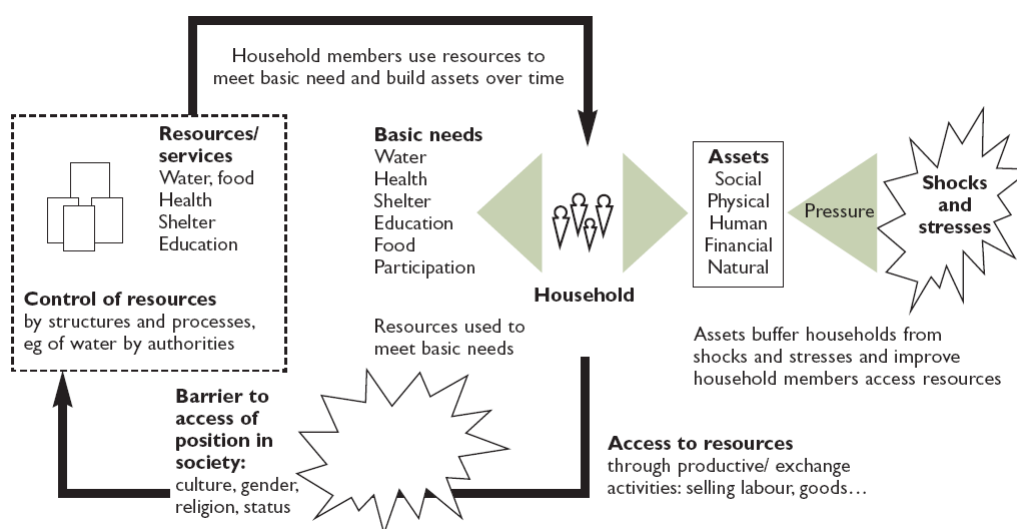 Household members use resources to
meet basic need and build assets over time
Resources/
services
Water, food
Health
Shelter
Education
Control of resources
by structures and processes,
eg of water by authorities
Basic needs
Water
Health
Shelter
Education
Food
Participation
Household
Assets
Social
Physical
Human
Financial
Natural
Pressure
Shocks
and
stresses
Resources used to
meet basic needs
Assets buffer households from
shocks and stresses and improve
household members access resources
Barrier to
access of
position in
society:
culture, gender,
religion, status
Access to resources
through productive/ exchange
activities: selling labour, goods...